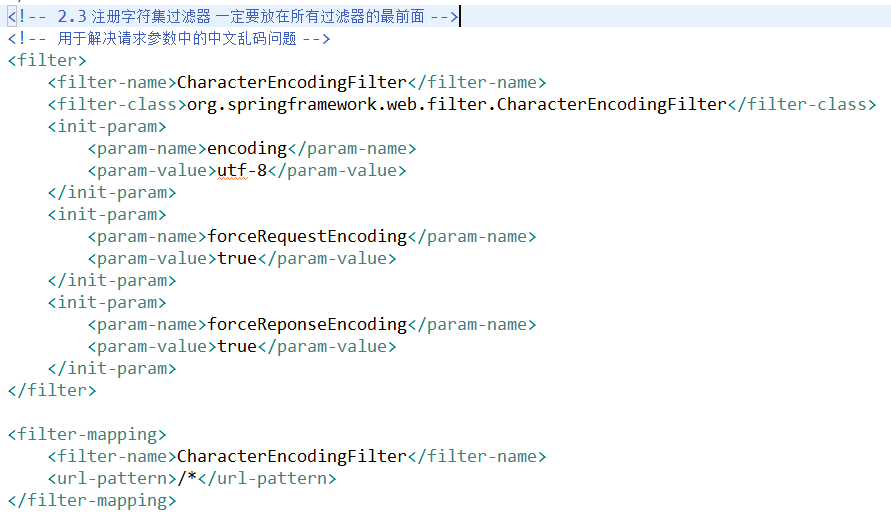 <!-- 2.3 注册字符集过滤器 一定要放在所有过滤器的最前面 -->
<!-- 用于解决请求参数中的中文乱码问题 -->
<filter>
    <filter-name>CharacterEncodingFilter</filter-name>
    <filter-class>org.springframework.web.filter.CharacterEncodingFilter</filter-class>
    <init-param>
        <param-name>encoding</param-name>
        <param-value>utf-8</param-value>
    </init-param>
    <init-param>
        <param-name>forceRequestEncoding</param-name>
        <param-value>true</param-value>
    </init-param>
    <init-param>
        <param-name>forceReponseEncoding</param-name>
        <param-value>true</param-value>
    </init-param>
</filter>

<filter-mapping>
    <filter-name>CharacterEncodingFilter</filter-name>
    <url-pattern>/*</url-pattern>
</filter-mapping>